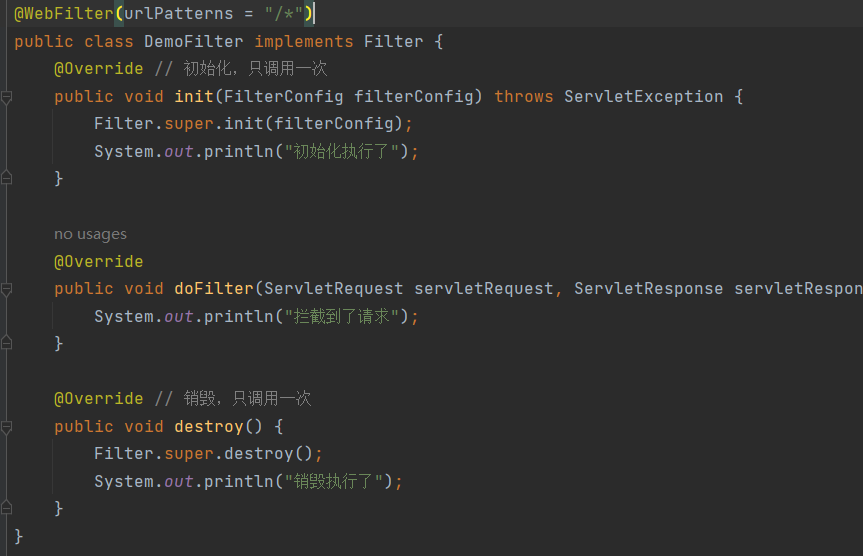 @WebFilter(urlPatterns = "/*")
public class DemoFilter implements Filter {
    @Override // 初始化，只调用一次
    public void init(FilterConfig filterConfig) throws ServletException {
        Filter.super.init(filterConfig);
        System.out.println("初始化执行了");
    }
    no usages
    @Override
    public void doFilter(ServletRequest servletRequest, ServletResponse servletRespon
        System.out.println("拦截到了请求");
    }
    @Override // 销毁，只调用一次
    public void destroy() {
        Filter.super.destroy();
        System.out.println("销毁执行了");
    }
}